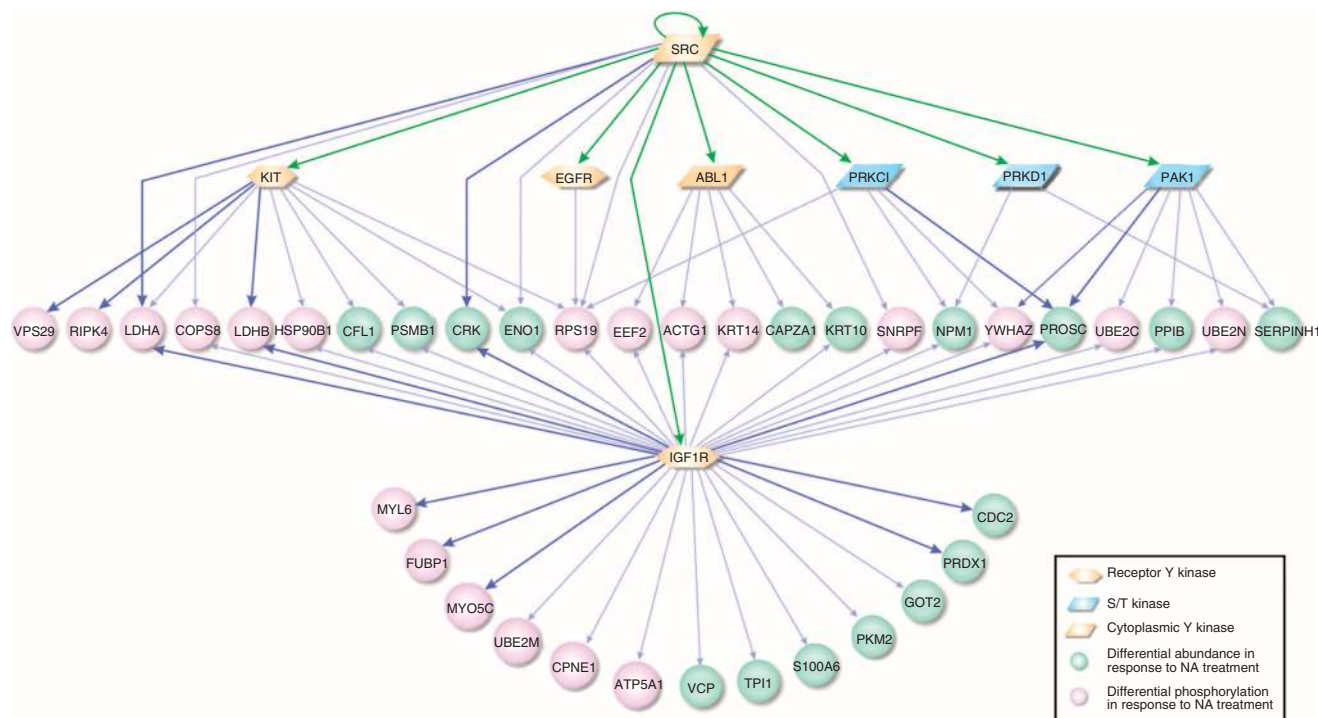 SRC
KIT
EGFR
ABL1
PRKCI
PRKD1
PAK1
VPS29
RIPK4
LDHA
COPS8
LDHB
HSP90B1
CFL1
PSMB1
CRK
ENO1
RPS19
EEF2
ACTG1
KRT14
CAPZA1
KRT10
SNRPF
NPM1
YWHAZ
PROSC
UBE2C
PPIB
UBE2N
SERPINH1
IGF1R
MYL6
FUBP1
MYO5C
UBE2M
CPNE1
ATP5A1
VCP
TPI1
S100A6
PKM2
GOT2
PRDX1
CDC2
Receptor Y kinase
S/T kinase
Cytoplasmic Y kinase
Differential abundance in
response to NA treatment
Differential phosphorylation
in response to NA treatment